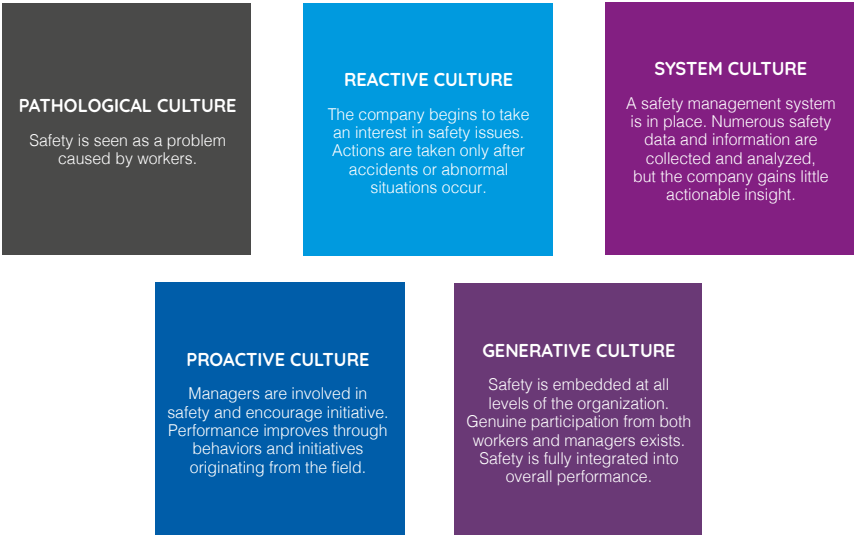 PATHOLOGICAL CULTURE
Safety is seen as a problem
caused by workers.
REACTIVE CULTURE
The company begins to take
an interest in safety issues.
Actions are taken only after
accidents or abnormal
situations occur.
SYSTEM CULTURE
A safety management system
is in place. Numerous safety
data and information are
collected and analyzed,
but the company gains little
actionable insight.
PROACTIVE CULTURE
Managers are involved in
safety and encourage initiative.
Performance improves through
behaviors and initiatives
originating from the field.
GENERATIVE CULTURE
Safety is embedded at all
levels of the organization.
Genuine participation from both
workers and managers exists.
Safety is fully integrated into
overall performance.